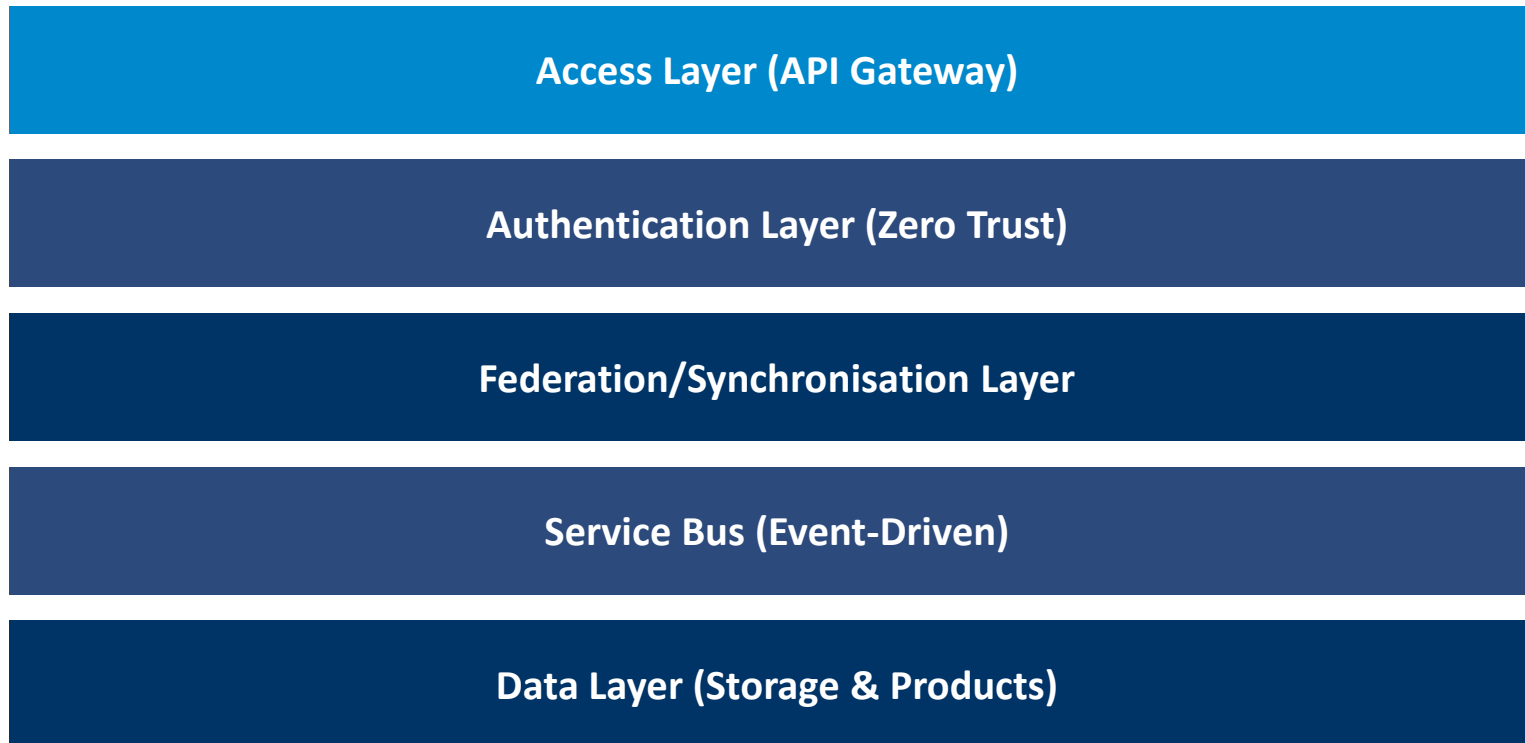 Access Layer (API Gateway)
Authentication Layer (Zero Trust)
Federation/Synchronisation Layer
Service Bus (Event-Driven)
Data Layer (Storage & Products)